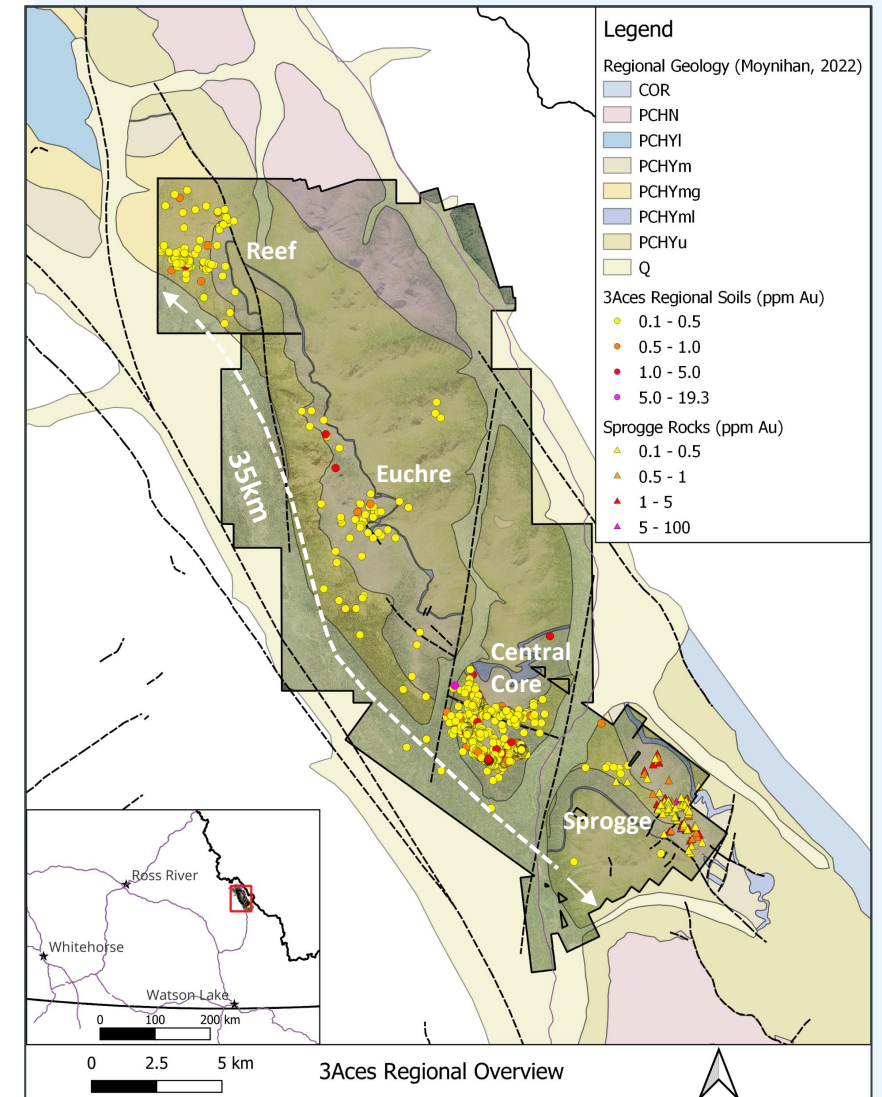 Legend
Regional Geology (Moynihan, 2022)
COR
PCHN
PCHYl
PCHYm
PCHYmg
PCHYml
PCHYu
Q
3Aces Regional Soils (ppm Au)
0.1 - 0.5
0.5 - 1.0
1.0 - 5.0
5.0 - 19.3
Sprogge Rocks (ppm Au)
0.1 - 0.5
0.5 - 1
1 - 5
5 - 100
Reef
35km
Euchre
Central
Core
Sprogge
Ross River
Whitehorse
Watson Lake
0 100 200 km
0 2.5 5 km
3Aces Regional Overview